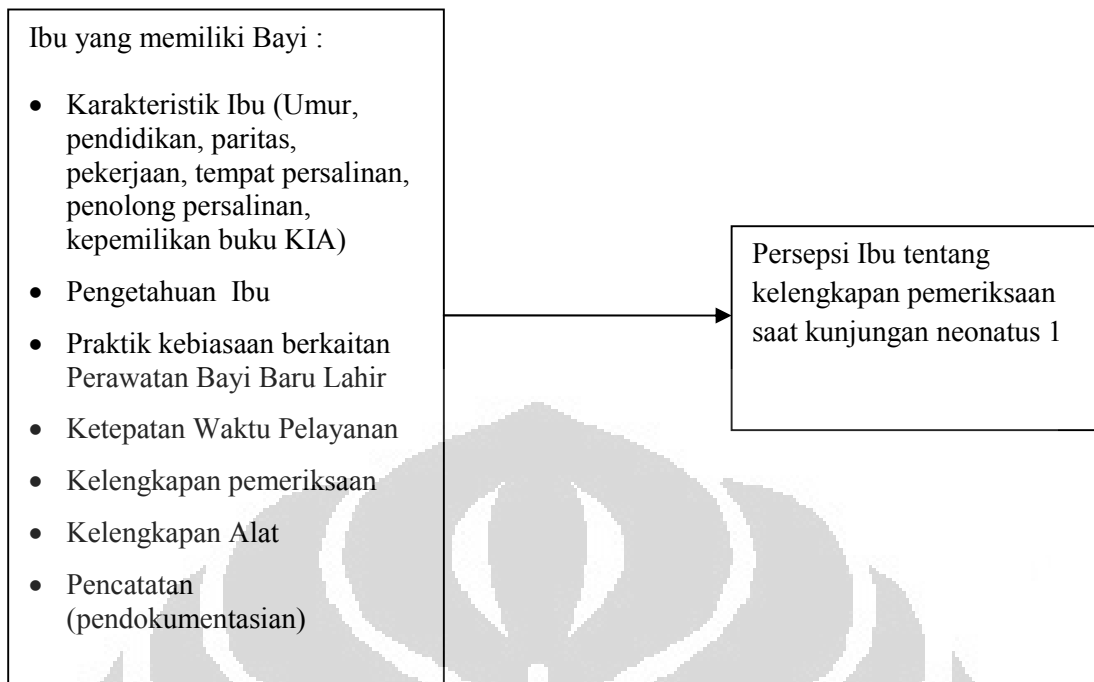 Ibu yang memiliki Bayi :
• Karakteristik Ibu (Umur,
pendidikan, paritas,
pekerjaan, tempat persalinan,
penolong persalinan,
kepemilikan buku KIA)
• Pengetahuan Ibu
• Praktik kebiasaan berkaitan
Perawatan Bayi Baru Lahir
• Ketepatan Waktu Pelayanan
• Kelengkapan pemeriksaan
• Kelengkapan Alat
• Pencatatan
(pendokumentasian)
Persepsi Ibu tentang
kelengkapan pemeriksaan
saat kunjungan neonatus 1